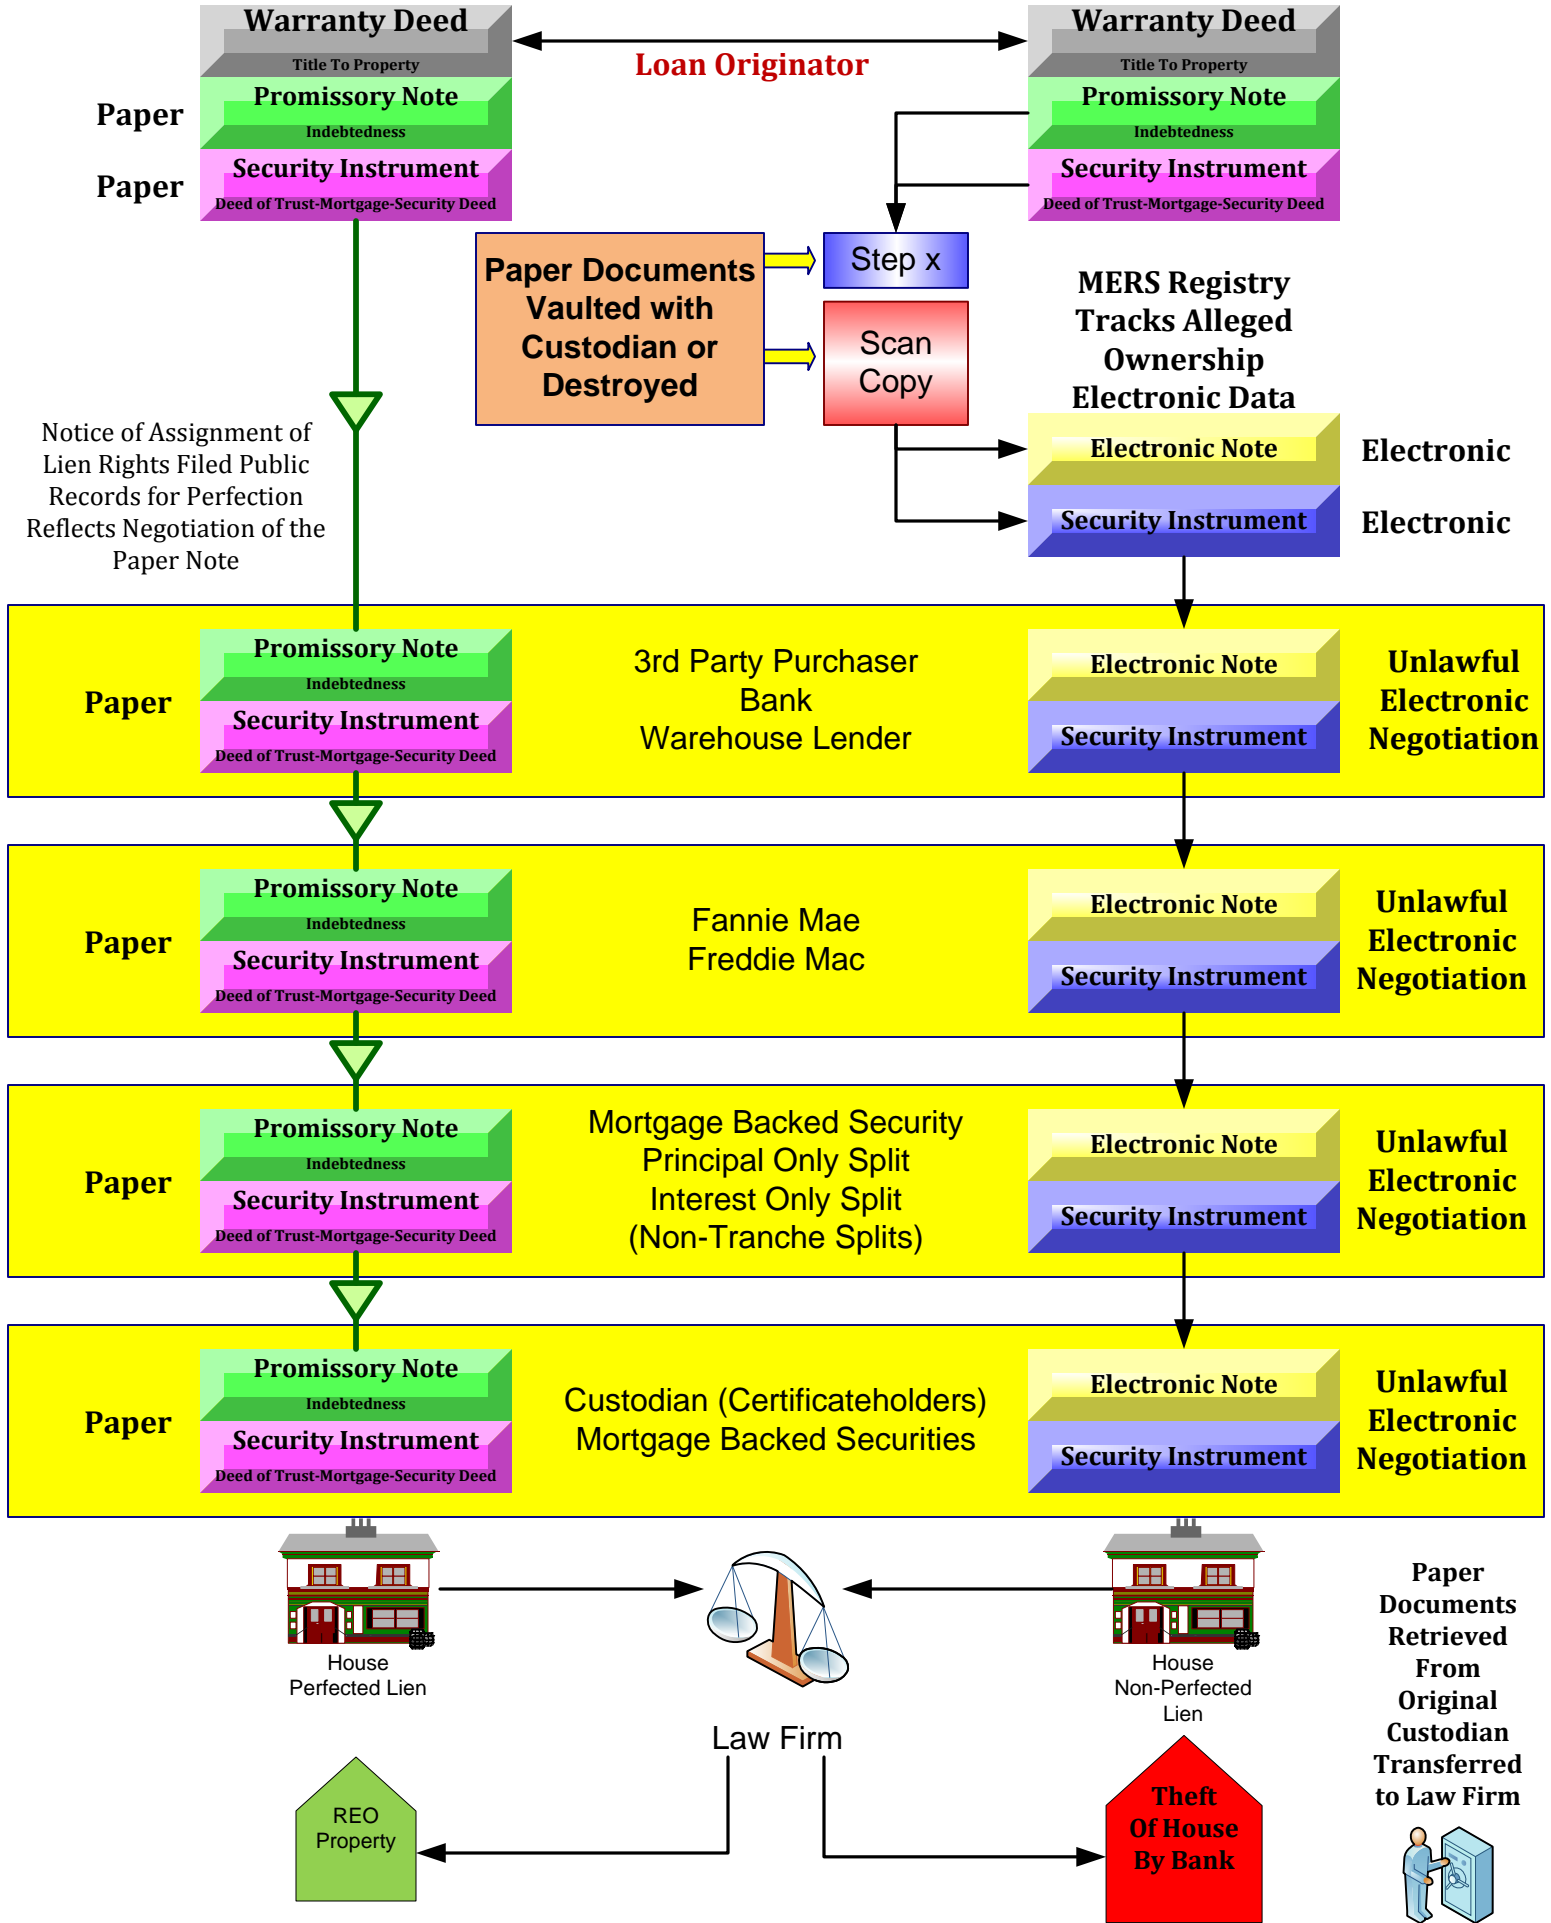 Warranty Deed
Title To Property
Promissory Note
Indebtedness
Security Instrument
Deed of Trust-Mortgage-Security Deed
Paper
Paper
Loan Originator
Warranty Deed
Title To Property
Promissory Note
Indebtedness
Security Instrument
Deed of Trust-Mortgage-Security Deed
Paper Documents
Vaulted with
Custodian or
Destroyed
Step x
Scan
Copy
MERS Registry
Tracks Alleged
Ownership
Electronic Data
Electronic Note
Electronic
Security Instrument
Electronic
Notice of Assignment of
Lien Rights Filed Public
Records for Perfection
Reflects Negotiation of the
Paper Note
Paper
Promissory Note
Indebtedness
Security Instrument
Deed of Trust-Mortgage-Security Deed
3rd Party Purchaser
Bank
Warehouse Lender
Electronic Note
Security Instrument
Unlawful
Electronic
Negotiation
Paper
Promissory Note
Indebtedness
Security Instrument
Deed of Trust-Mortgage-Security Deed
Fannie Mae
Freddie Mac
Electronic Note
Security Instrument
Unlawful
Electronic
Negotiation
Paper
Promissory Note
Indebtedness
Security Instrument
Deed of Trust-Mortgage-Security Deed
Mortgage Backed Security
Principal Only Split
Interest Only Split
(Non-Tranche Splits)
Electronic Note
Security Instrument
Unlawful
Electronic
Negotiation
Paper
Promissory Note
Indebtedness
Security Instrument
Deed of Trust-Mortgage-Security Deed
Custodian (Certificateholders)
Mortgage Backed Securities
Electronic Note
Security Instrument
Unlawful
Electronic
Negotiation
House
Perfected Lien
Law Firm
House
Non-Perfected
Lien
Paper
Documents
Retrieved
From
Original
Custodian
Transferred
to Law Firm
REO
Property
Theft
Of House
By Bank